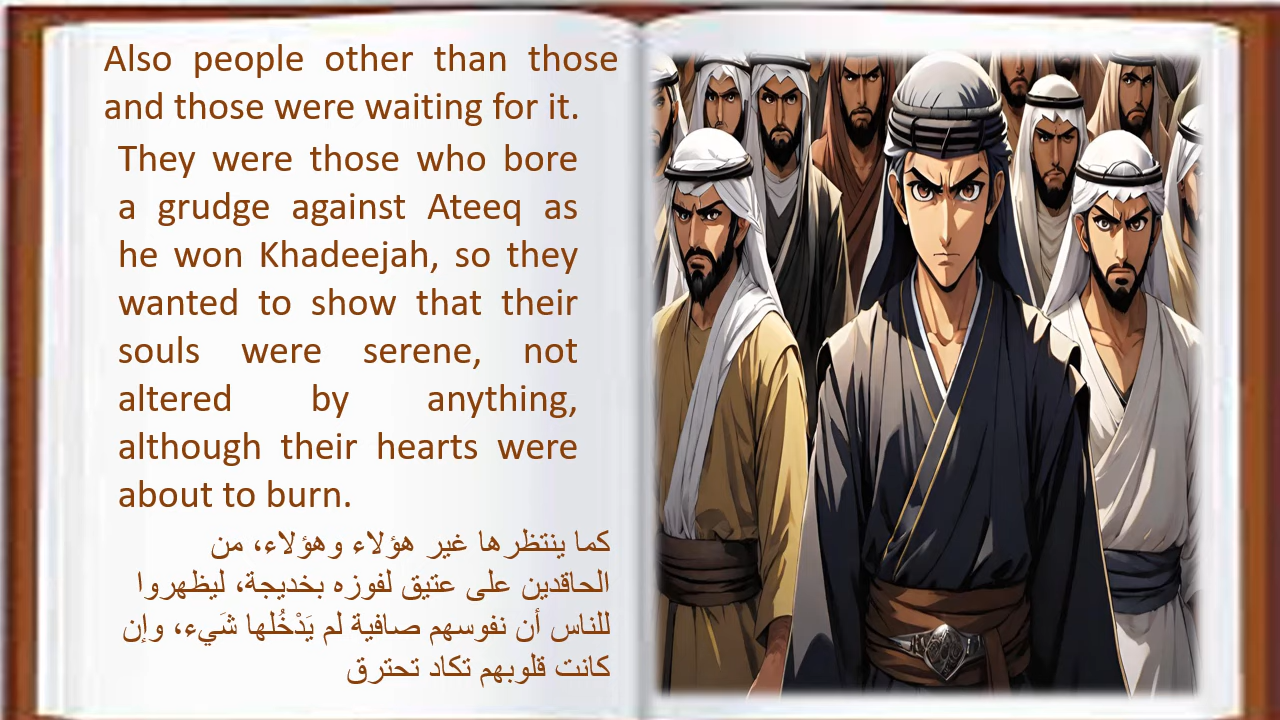 Also people other than those
and those were waiting for it.
They were those who bore
a grudge against Ateeq as
he won Khadeejah, so they
wanted to show that their
souls were serene, not
altered by anything,
although their hearts were
about to burn.
كما ينتظرها غير هؤلاء وهؤلاء، من
الحاقدين على عتيق لفوزه بخديجة، ليظهروا
للناس أن نفوسهم صافية لم يَدْخُلها شَيء، وإن
كانت قلوبهم تكاد تحترق